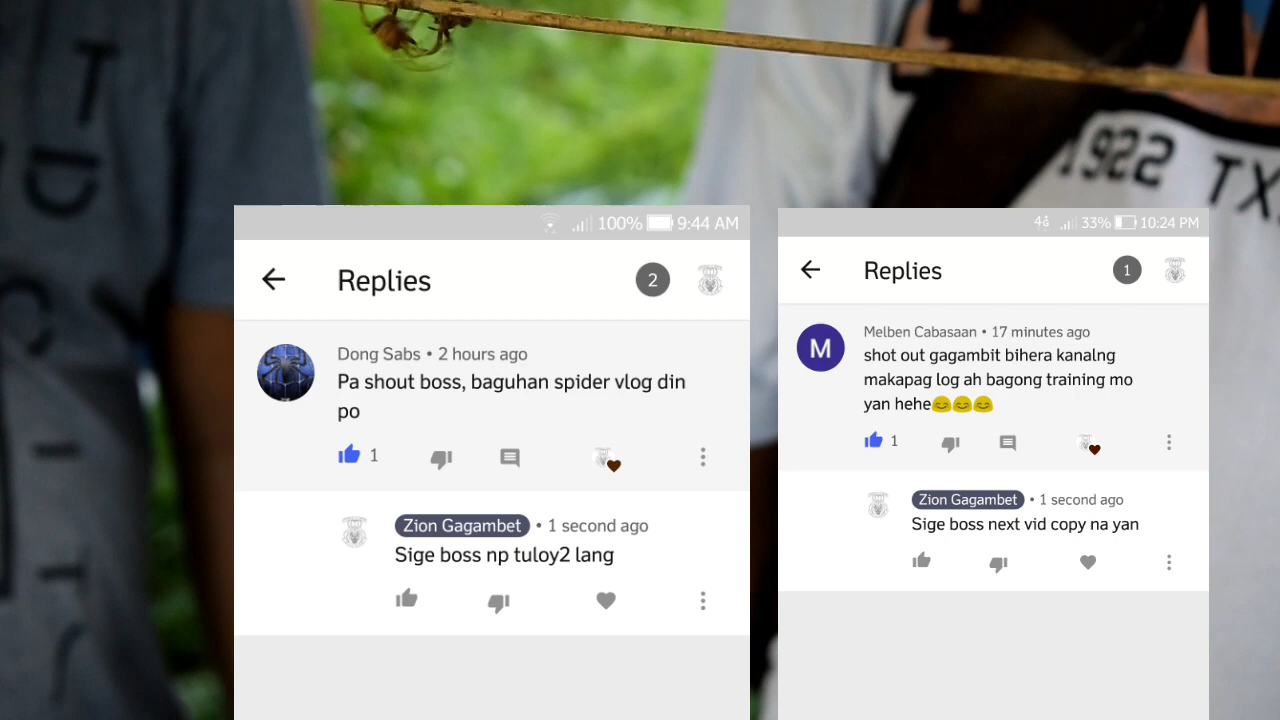 1922 TX
100% 9:44 AM
Replies
2
Dong Sabs • 2 hours ago
Pa shout boss, baguhan spider vlog din
po
1
Zion Gagambet • 1 second ago
Sige boss np tuloy2 lang
4G 33% 10:24 PM
Replies
1
M
Melben Cabasaan • 17 minutes ago
shot out gagambit bihera kanalng
makapag log ah bagong training mo
yan hehe😊😊😊
1
Zion Gagambet • 1 second ago
Sige boss next vid copy na yan